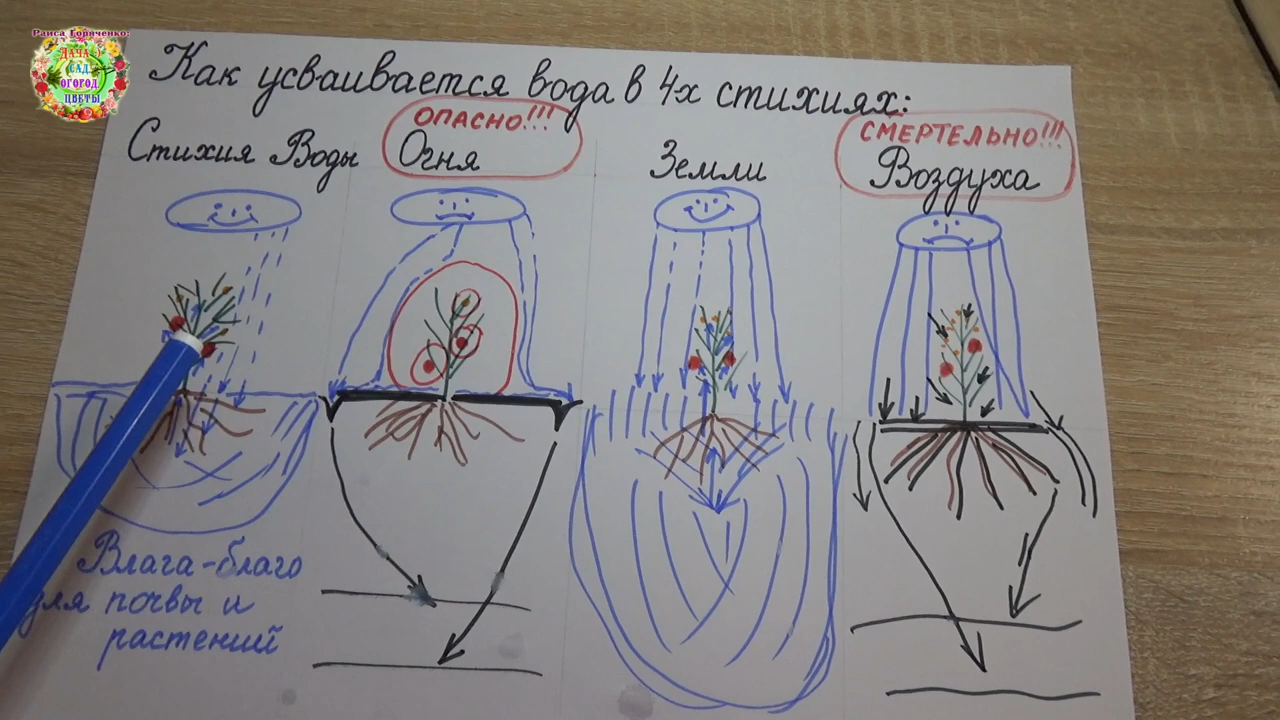 Раиса Горяченко:
ДАЧА
САД
ОГОРОД
ЦВЕТЫ
Как усваивается вода в 4х стихиях:
Стихия Воды
ОПАСНО!!!
Огня
Земли
СМЕРТЕЛЬНО!!!
Воздуха
Влага-благо
для почвы и
растений